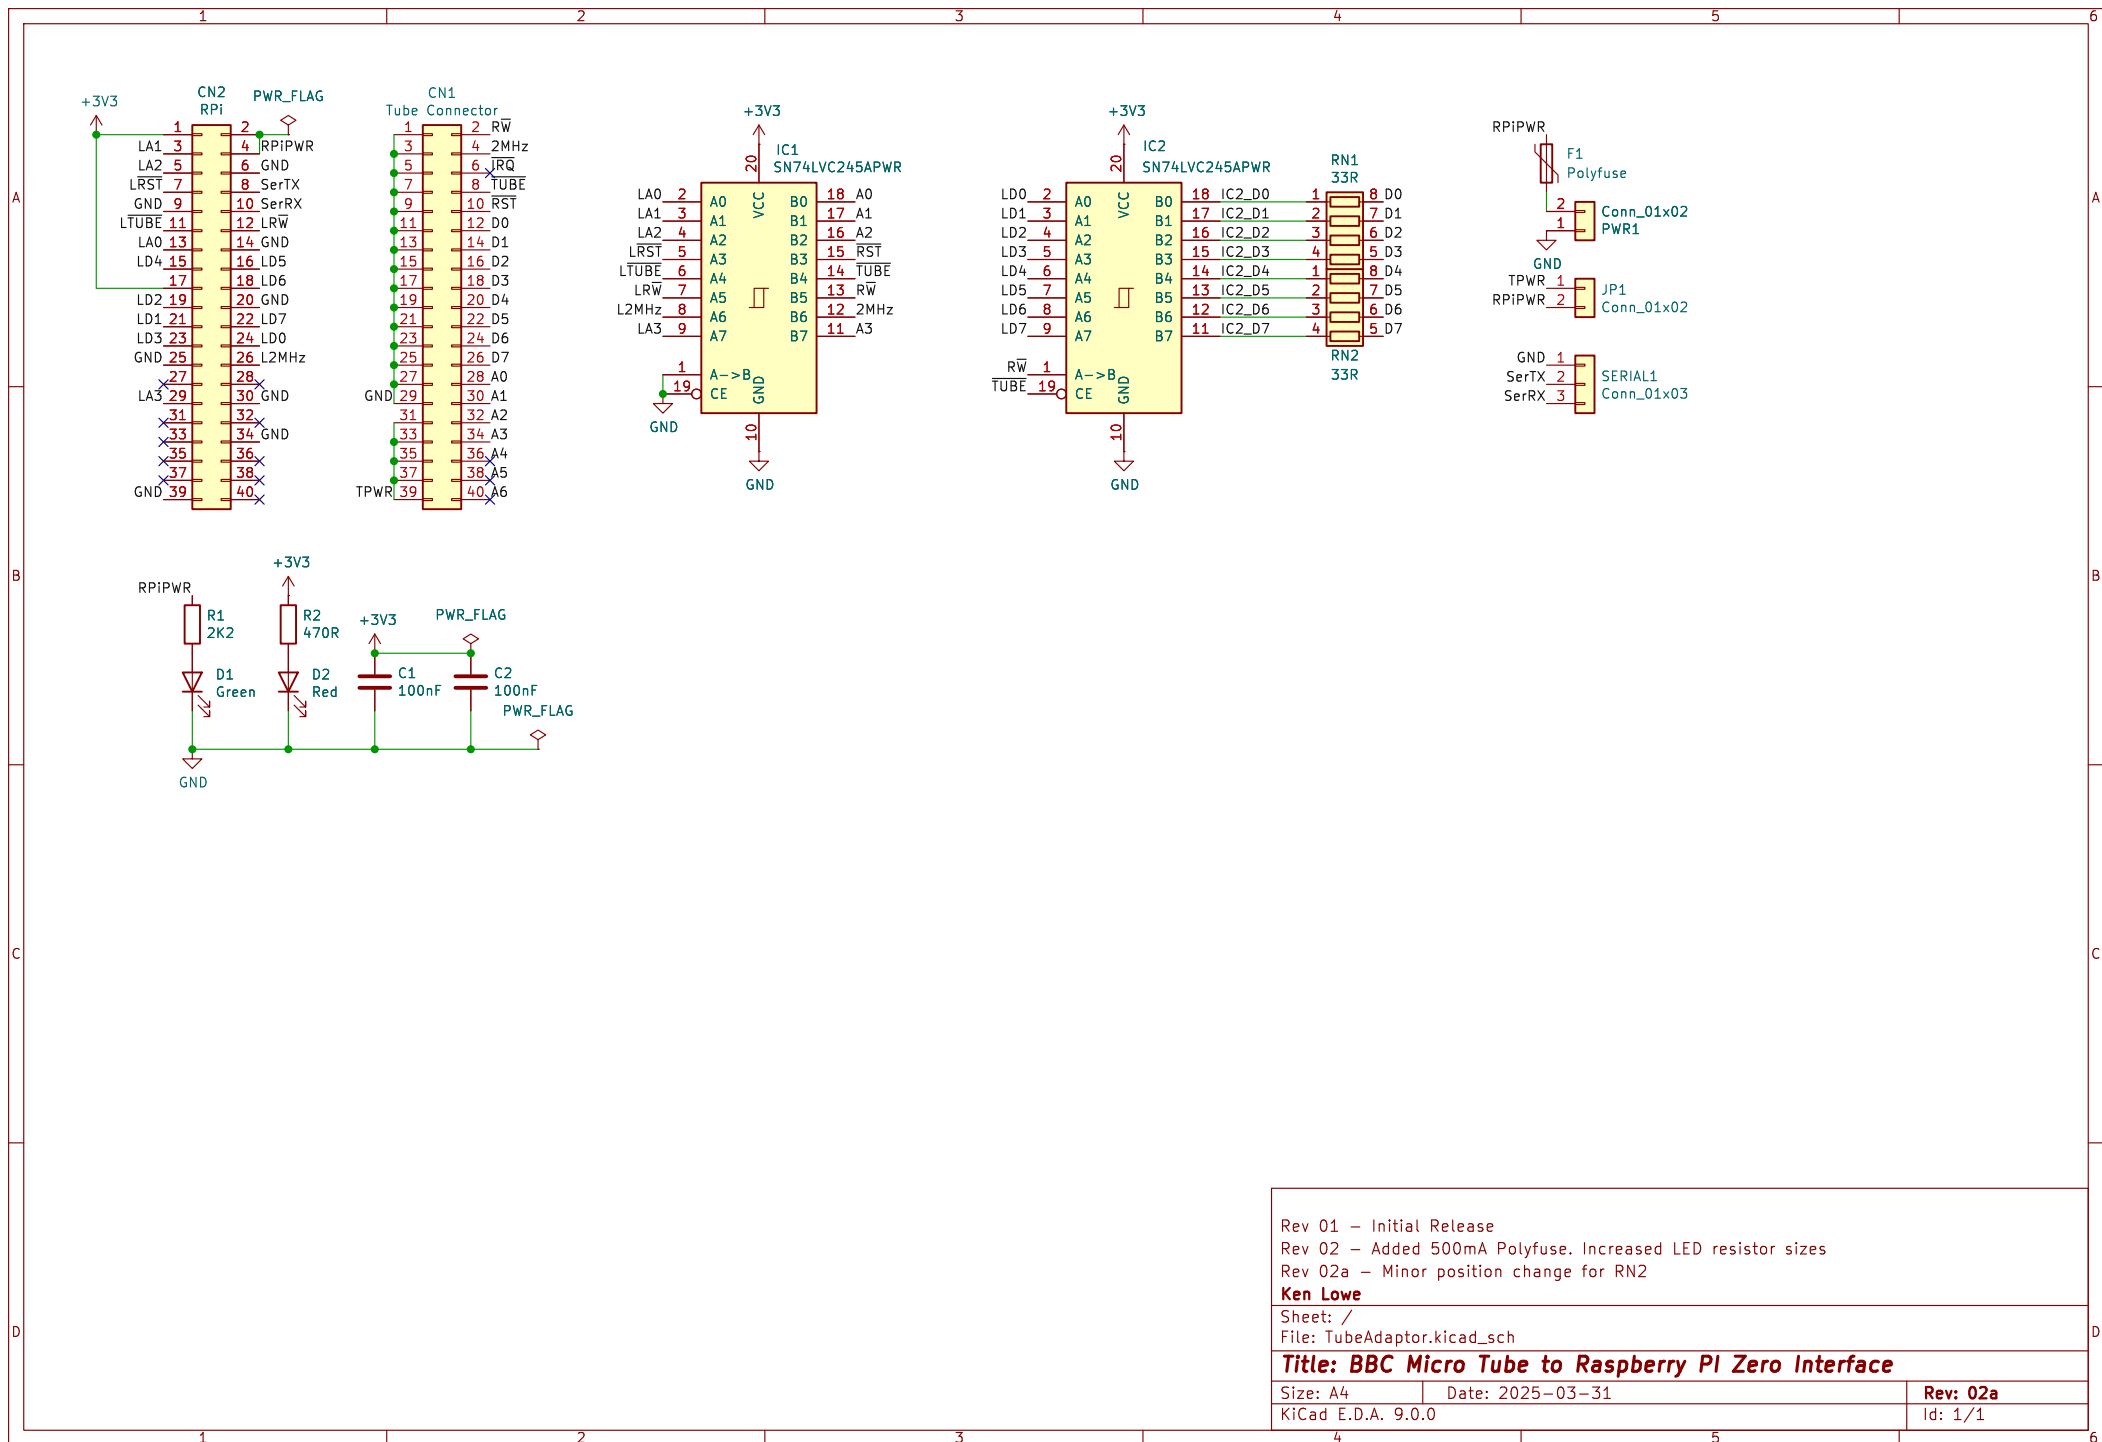 1 2 3 4 5 6
A A
B B
C C
D D
+3V3
CN2
RPi
PWR_FLAG
1 2
LA1 3 4 RPiPWR
LA2 5 6 GND
LR̅S̅T̅ 7 8 SerTX
GND 9 10 SerRX
LT̅U̅B̅E̅ 11 12 LRW̅
LA0 13 14 GND
LD4 15 16 LD5
17 18 LD6
LD2 19 20 GND
LD1 21 22 LD7
LD3 23 24 LD0
GND 25 26 L2MHz
27 28
LA3 29 30 GND
31 32
33 34 GND
35 36
37 38
GND 39 40
CN1
Tube Connector
1 2 RW̅
3 4 2MHz
5 6 I̅R̅Q̅
7 8 T̅U̅B̅E̅
9 10 R̅S̅T̅
11 12 D0
13 14 D1
15 16 D2
17 18 D3
19 20 D4
21 22 D5
23 24 D6
25 26 D7
27 28 A0
GND 29 30 A1
31 32 A2
33 34 A3
35 36 A4
37 38 A5
TPWR 39 40 A6
+3V3
IC1
SN74LVC245APWR
20
VCC
LA0 2 A0 B0 18 A0
LA1 3 A1 B1 17 A1
LA2 4 A2 B2 16 A2
LR̅S̅T̅ 5 A3 B3 15 R̅S̅T̅
LT̅U̅B̅E̅ 6 A4 B4 14 T̅U̅B̅E̅
LRW̅ 7 A5 B5 13 RW̅
L2MHz 8 A6 B6 12 2MHz
LA3 9 A7 B7 11 A3
1 A->B
19 CE
GND
GND
10
GND
+3V3
IC2
SN74LVC245APWR
20
VCC
RN1
33R
LD0 2 A0 B0 18 IC2_D0 1 8 D0
LD1 3 A1 B1 17 IC2_D1 2 7 D1
LD2 4 A2 B2 16 IC2_D2 3 6 D2
LD3 5 A3 B3 15 IC2_D3 4 5 D3
LD4 6 A4 B4 14 IC2_D4 1 8 D4
LD5 7 A5 B5 13 IC2_D5 2 7 D5
LD6 8 A6 B6 12 IC2_D6 3 6 D6
LD7 9 A7 B7 11 IC2_D7 4 5 D7
RN2
33R
RW̅ 1 A->B
T̅U̅B̅E̅ 19 CE
GND
10
GND
RPiPWR
F1
Polyfuse
2 Conn_01x02
1 PWR1
GND
TPWR 1 JP1
RPiPWR 2 Conn_01x02
GND 1
SerTX 2 SERIAL1
SerRX 3 Conn_01x03
RPiPWR
R1
2K2
D1
Green
GND
+3V3
R2
470R
D2
Red
+3V3
C1
100nF
PWR_FLAG
C2
100nF
PWR_FLAG
Rev 01 - Initial Release
Rev 02 - Added 500mA Polyfuse. Increased LED resistor sizes
Rev 02a - Minor position change for RN2
Ken Lowe
Sheet: /
File: TubeAdaptor.kicad_sch
Title: BBC Micro Tube to Raspberry PI Zero Interface
Size: A4 Date: 2025-03-31 Rev: 02a
KiCad E.D.A. 9.0.0 Id: 1/1
1 2 3 4 5 6